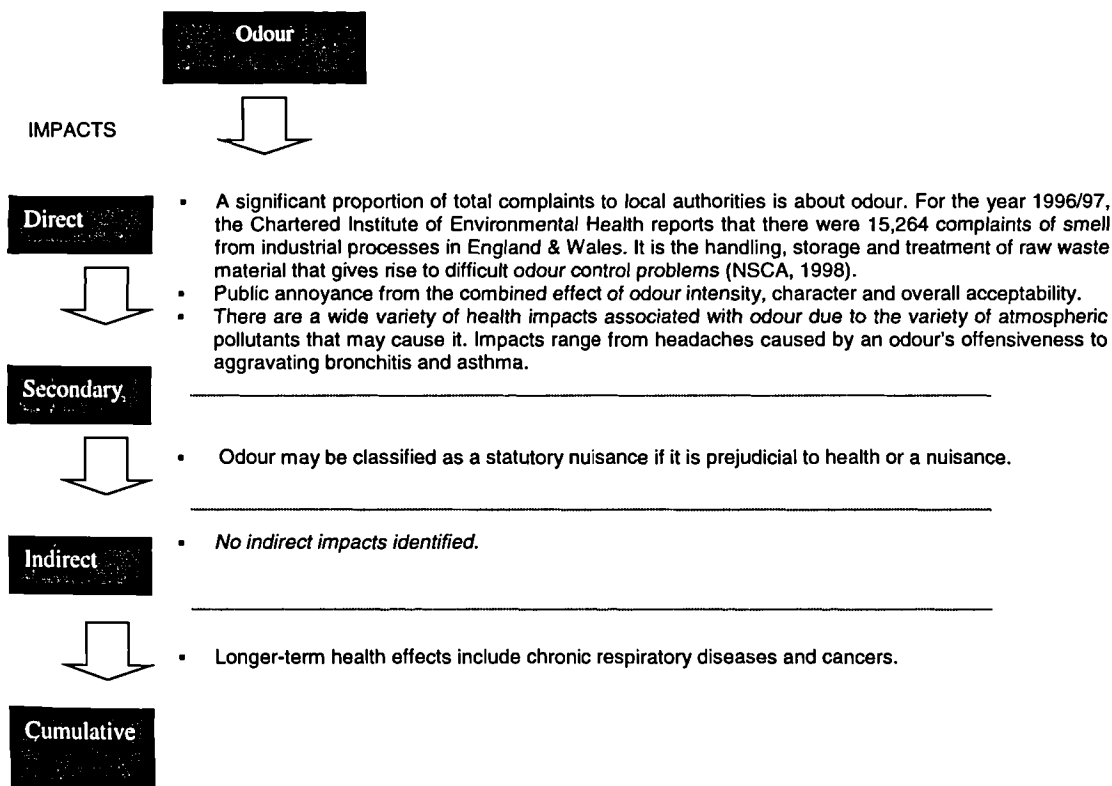 Odour
IMPACTS
Direct
▪ A significant proportion of total complaints to local authorities is about odour. For the year 1996/97,
the Chartered Institute of Environmental Health reports that there were 15,264 complaints of smell
from industrial processes in England & Wales. It is the handling, storage and treatment of raw waste
material that gives rise to difficult odour control problems (NSCA, 1998).
▪ Public annoyance from the combined effect of odour intensity, character and overall acceptability.
▪ There are a wide variety of health impacts associated with odour due to the variety of atmospheric
pollutants that may cause it. Impacts range from headaches caused by an odour's offensiveness to
aggravating bronchitis and asthma.
Secondary
▪ Odour may be classified as a statutory nuisance if it is prejudicial to health or a nuisance.
Indirect
▪ No indirect impacts identified.
▪ Longer-term health effects include chronic respiratory diseases and cancers.
Cumulative